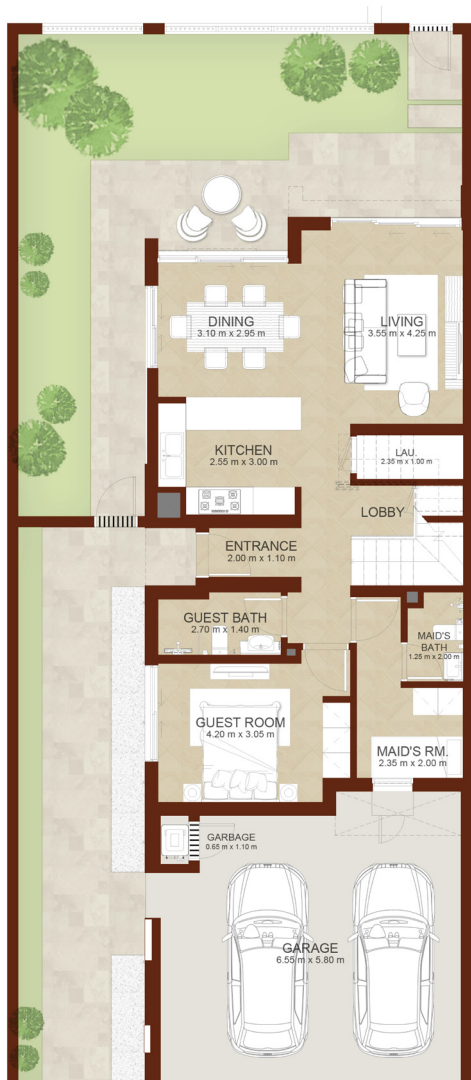 DINING
3.10 m x 2.95 m
LIVING
3.55 m x 4.25 m
KITCHEN
2.55 m x 3.00 m
LAU.
2.35 m x 1.00 m
LOBBY
ENTRANCE
2.00 m x 1.10 m
GUEST BATH
2.70 m x 1.40 m
MAID'S
BATH
1.25 m x 2.00 m
GUEST ROOM
4.20 m x 3.05 m
MAID'S RM.
2.35 m x 2.00 m
GARBAGE
0.65 m x 1.10 m
GARAGE
6.55 m x 5.80 m